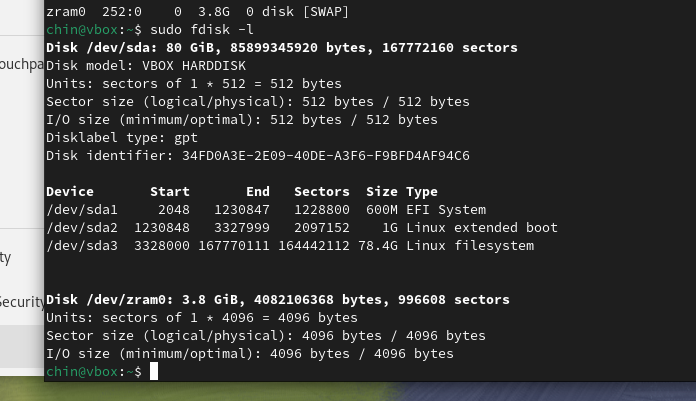 zram0  252:0    0  3.8G  0 disk [SWAP]
chin@vbox:~$ sudo fdisk -l
Disk /dev/sda: 80 GiB, 85899345920 bytes, 167772160 sectors
ouchpa
Disk model: VBOX HARDDISK
Units: sectors of 1 * 512 = 512 bytes
Sector size (logical/physical): 512 bytes / 512 bytes
I/O size (minimum/optimal): 512 bytes / 512 bytes
Disklabel type: gpt
Disk identifier: 34FD0A3E-2E09-40DE-A3F6-F9BFD4AF94C6
Device       Start       End   Sectors  Size Type
/dev/sda1     2048   1230847   1228800  600M EFI System
/dev/sda2  1230848   3327999   2097152    1G Linux extended boot
/dev/sda3  3328000 167770111 164442112 78.4G Linux filesystem
ty
Disk /dev/zram0: 3.8 GiB, 4082106368 bytes, 996608 sectors
Security
Units: sectors of 1 * 4096 = 4096 bytes
Sector size (logical/physical): 4096 bytes / 4096 bytes
I/O size (minimum/optimal): 4096 bytes / 4096 bytes
chin@vbox:~$